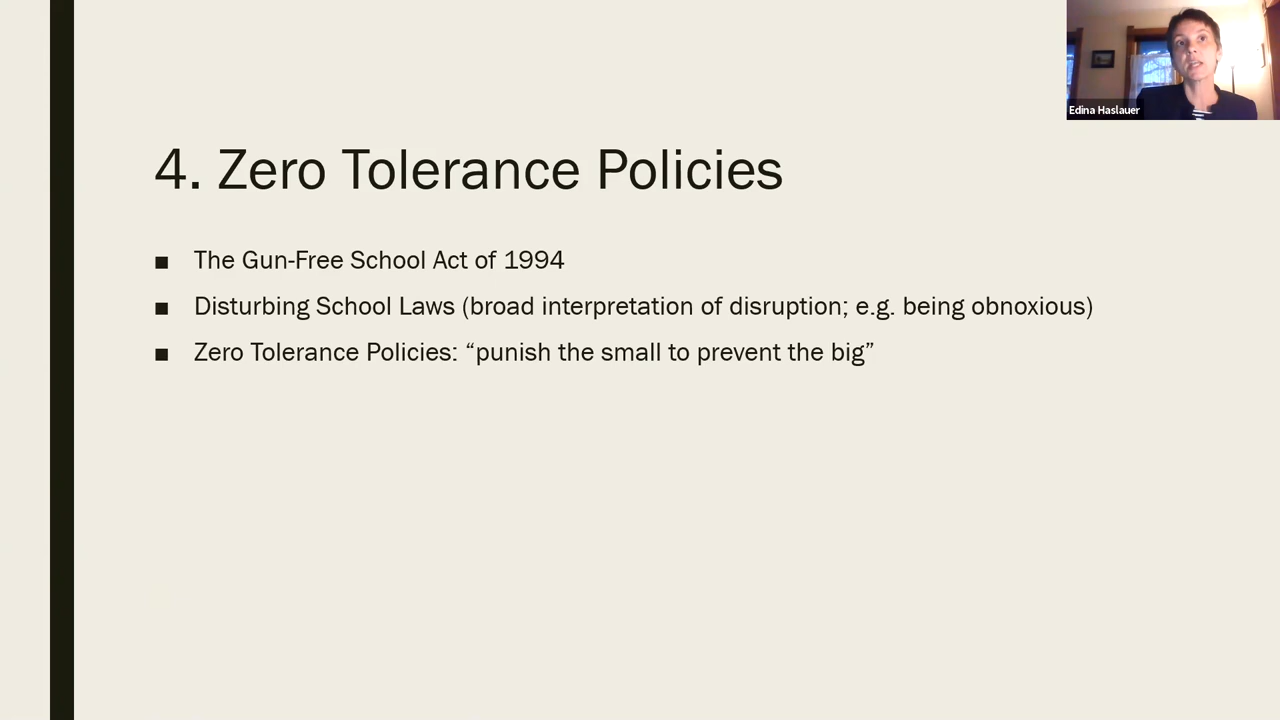 Edina Haslauer
4. Zero Tolerance Policies
■ The Gun-Free School Act of 1994
■ Disturbing School Laws (broad interpretation of disruption; e.g. being obnoxious)
■ Zero Tolerance Policies: “punish the small to prevent the big”